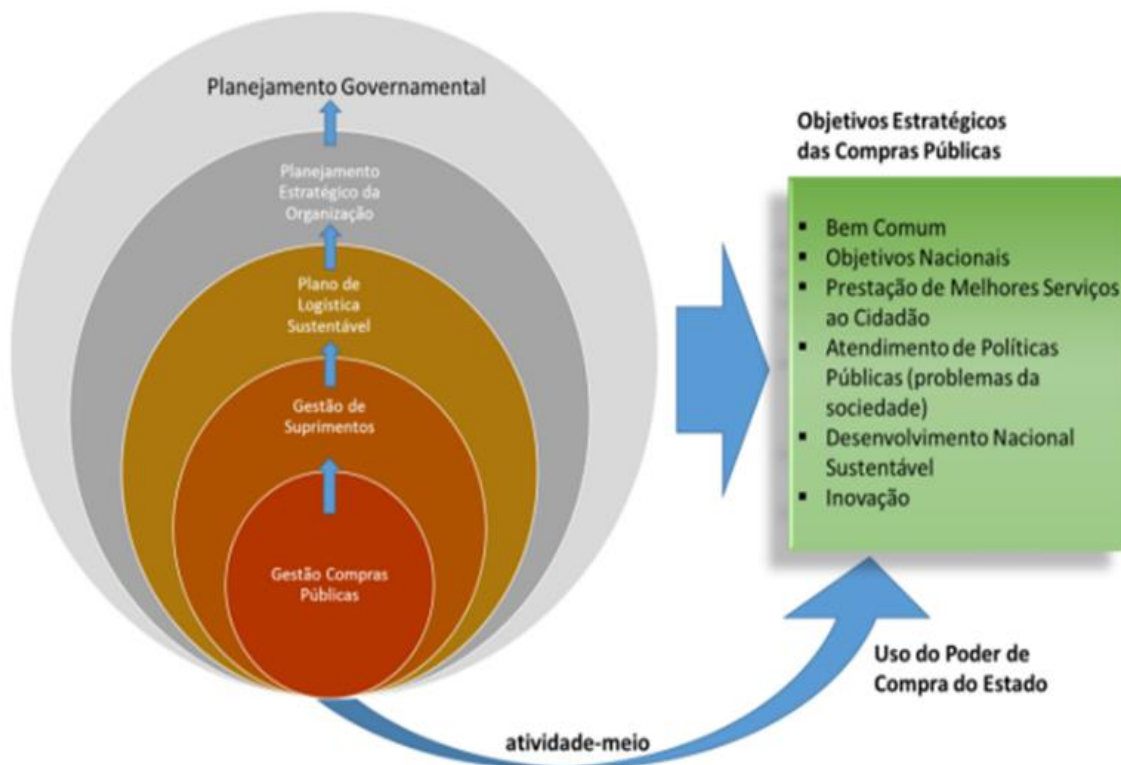 Planejamento Governamental
Planejamento
Estratégico da
Organização
Plano de
Logística
Sustentável
Gestão de
Suprimentos
Gestão Compras
Públicas
Objetivos Estratégicos
das Compras Públicas
▪ Bem Comum
▪ Objetivos Nacionais
▪ Prestação de Melhores Serviços
ao Cidadão
▪ Atendimento de Políticas
Públicas (problemas da
sociedade)
▪ Desenvolvimento Nacional
Sustentável
▪ Inovação
Uso do Poder de
Compra do Estado
atividade-meio